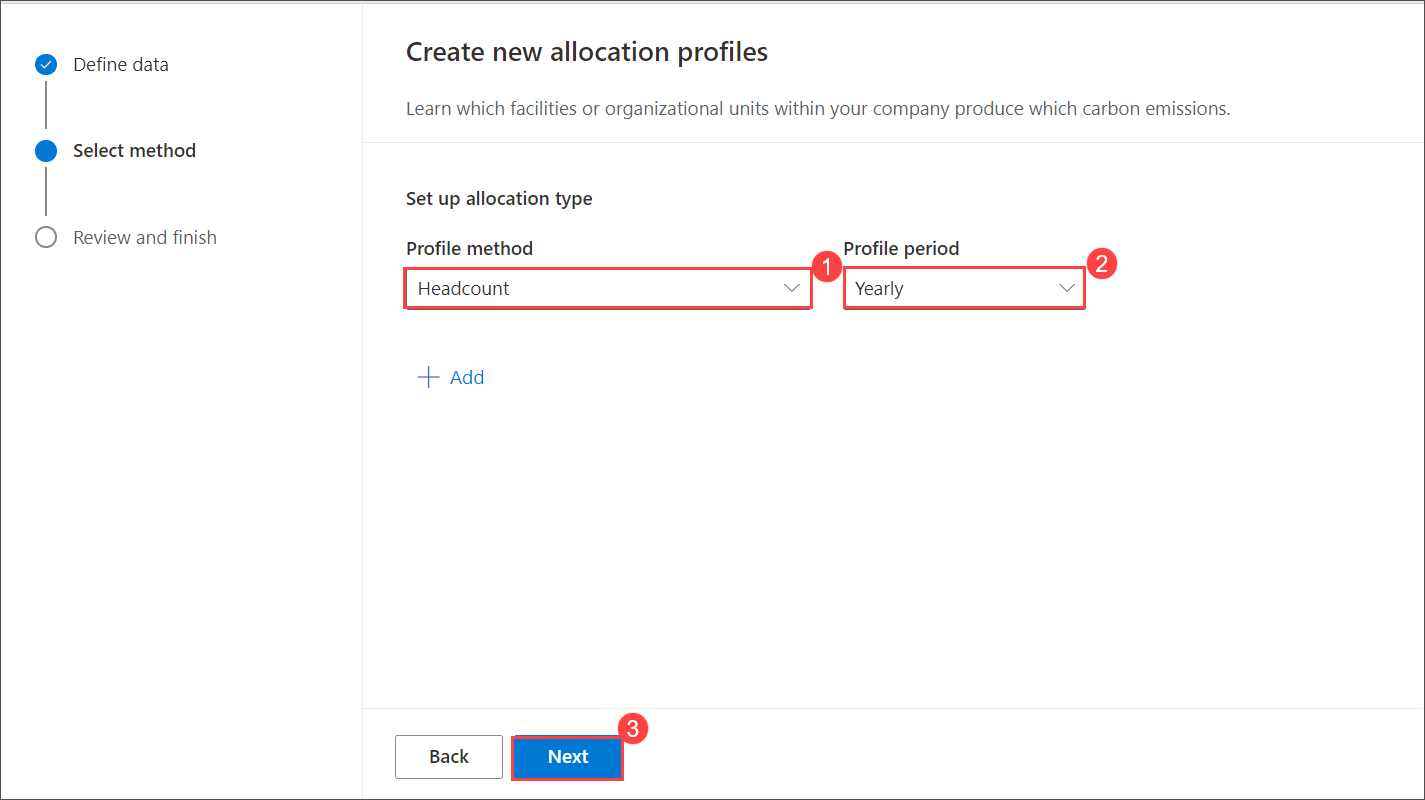 Define data
Select method
Review and finish
Create new allocation profiles
Learn which facilities or organizational units within your company produce which carbon emissions.
Set up allocation type
Profile method
Profile period
1
2
Headcount
Yearly
Add
3
Back
Next